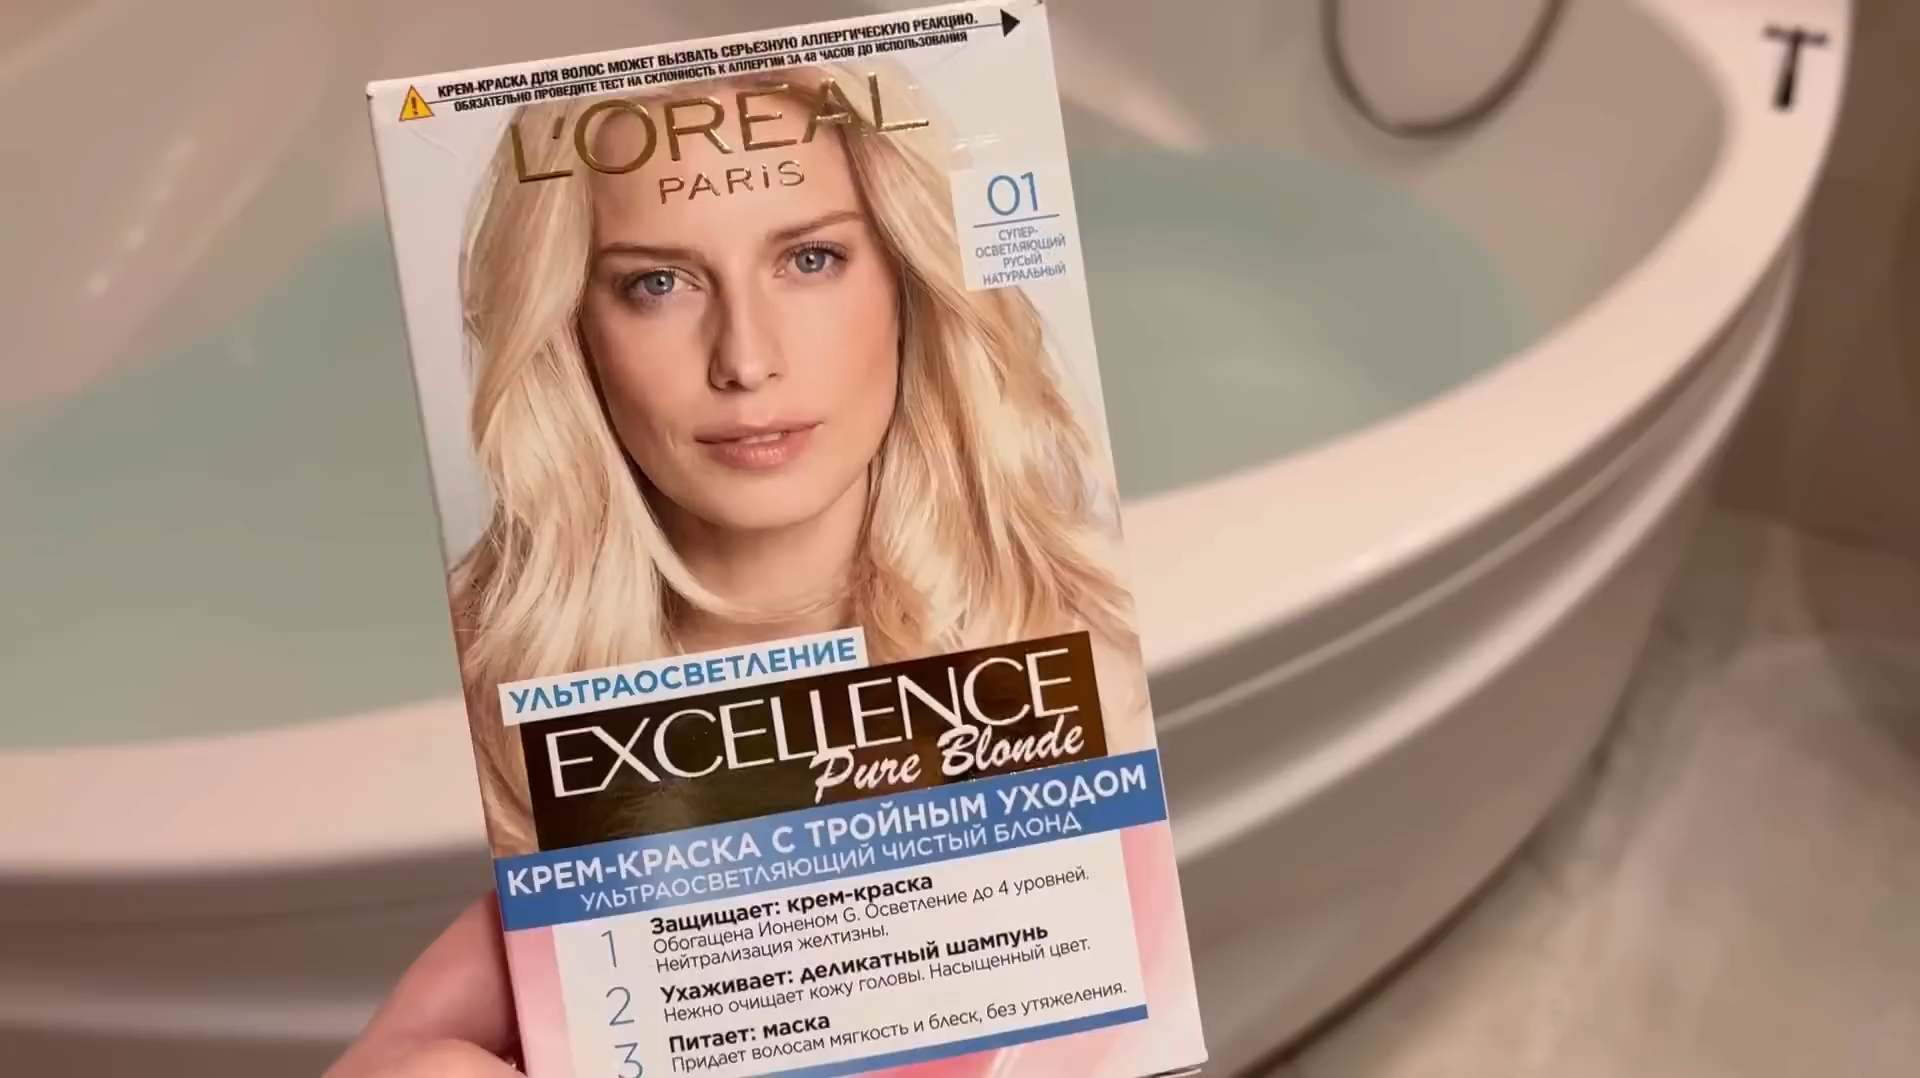 КРЕМ-КРАСКА ДЛЯ ВОЛОС МОЖЕТ ВЫЗВАТЬ СЕРЬЕЗНУЮ АЛЛЕРГИЧЕСКУЮ РЕАКЦИЮ.
ОБЯЗАТЕЛЬНО ПРОВЕДИТЕ ТЕСТ НА СКЛОННОСТЬ К АЛЛЕРГИИ ЗА 48 ЧАСОВ ДО ИСПОЛЬЗОВАНИЯ
L'ORÉAL
PARiS
01
СУПЕР-
ОСВЕТЛЯЮЩИЙ
РУСЫЙ
НАТУРАЛЬНЫЙ
УЛЬТРАОСВЕТЛЕНИЕ
EXCELLENCE
Pure Blonde
КРЕМ-КРАСКА С ТРОЙНЫМ УХОДОМ
УЛЬТРАОСВЕТЛЯЮЩИЙ ЧИСТЫЙ БЛОНД
1 Защищает: крем-краска
Обогащена Ионеном G. Осветление до 4 уровней.
Нейтрализация желтизны.
2 Ухаживает: деликатный шампунь
Нежно очищает кожу головы. Насыщенный цвет.
3 Питает: маска
Придает волосам мягкость и блеск, без утяжеления.